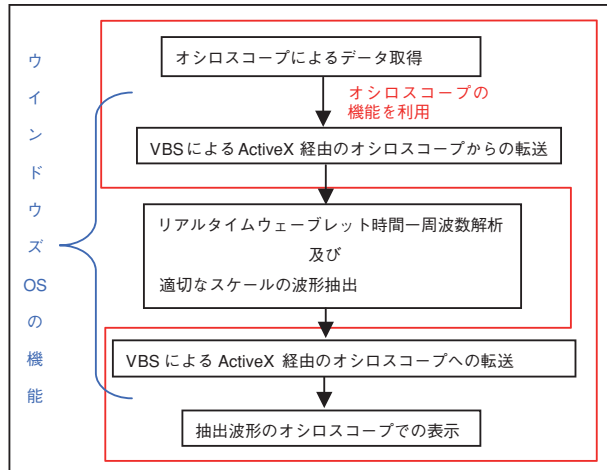 オシロスコープによるデータ取得
オシロスコープの
機能を利用
VBSによるActiveX 経由のオシロスコープからの転送
リアルタイムウェーブレット時間ー周波数解析
及び
適切なスケールの波形抽出
VBS による ActiveX 経由のオシロスコープへの転送
抽出波形のオシロスコープでの表示
ウインドウズOSの機能